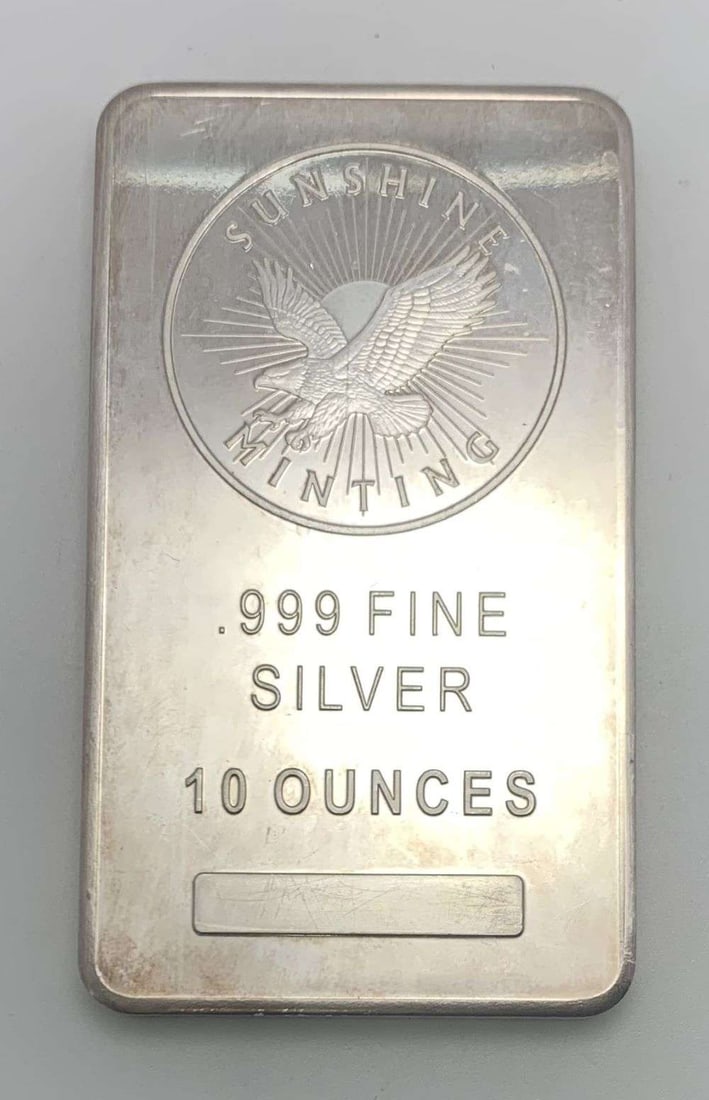 SUNSHINE
MINTING
.999 FINE
SILVER
10 OUNCES